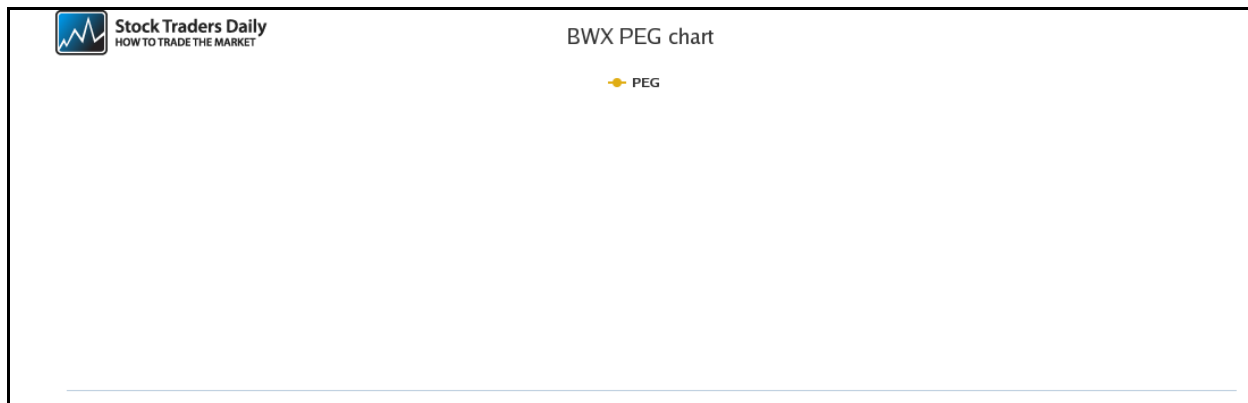 Stock Traders Daily
HOW TO TRADE THE MARKET
BWX PEG chart
PEG